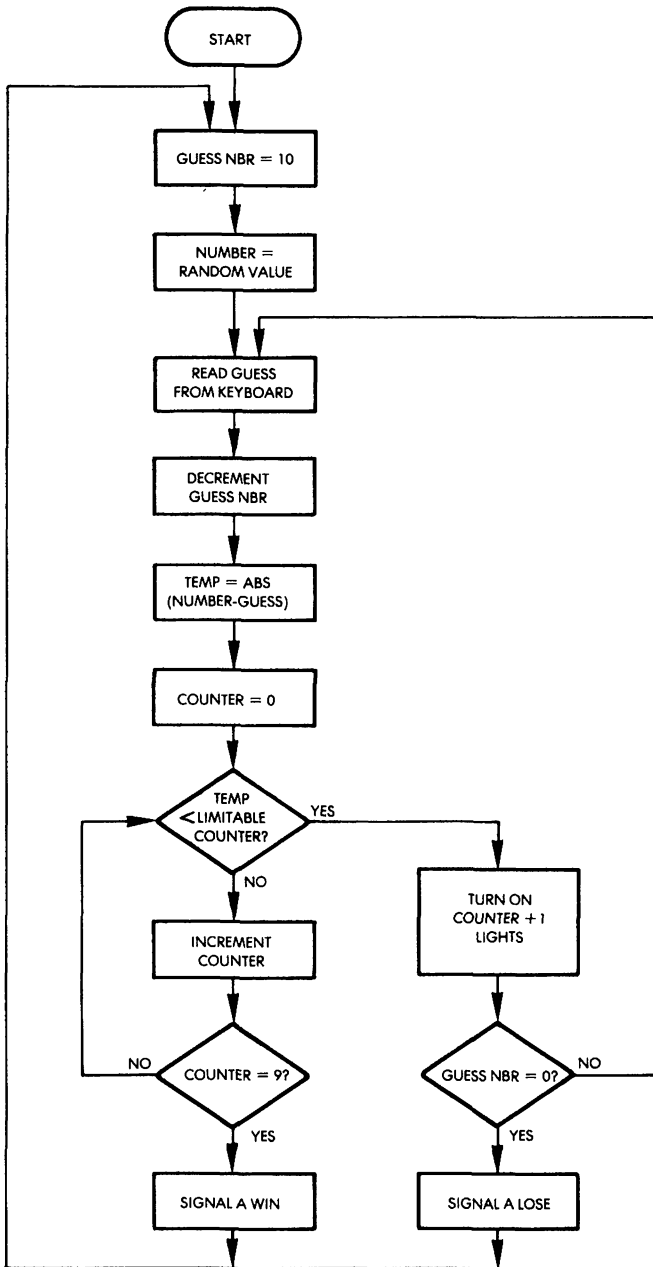 START
GUESS NBR = 10
NUMBER =
RANDOM VALUE
READ GUESS
FROM KEYBOARD
DECREMENT
GUESS NBR
TEMP = ABS
(NUMBER-GUESS)
COUNTER = 0
TEMP
< LIMITABLE
COUNTER?
YES
NO
INCREMENT
COUNTER
TURN ON
COUNTER +1
LIGHTS
NO
COUNTER = 9?
YES
GUESS NBR = 0?
NO
YES
SIGNAL A WIN
SIGNAL A LOSE